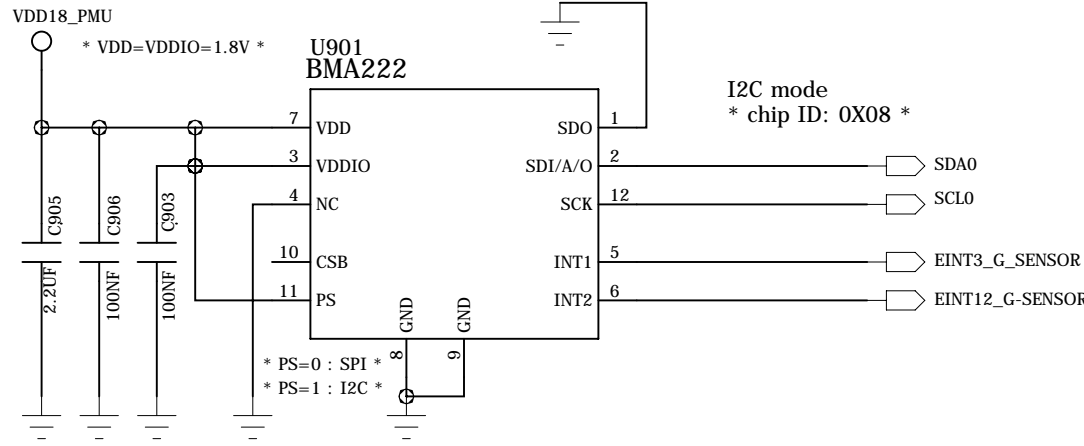 VDD18_PMU
* VDD=VDDIO=1.8V *
U901
BMA222
I2C mode
* chip ID: 0X08 *
7 VDD
3 VDDIO
4 NC
10 CSB
11 PS
SDO 1
SDI/A/O 2
SCK 12
INT1 5
INT2 6
SDA0
SCL0
EINT3_G_SENSOR
EINT12_G-SENSOR
C905
2.2UF
C906
100NF
C903
100NF
GND
8
GND
9
* PS=0 : SPI *
* PS=1 : I2C *